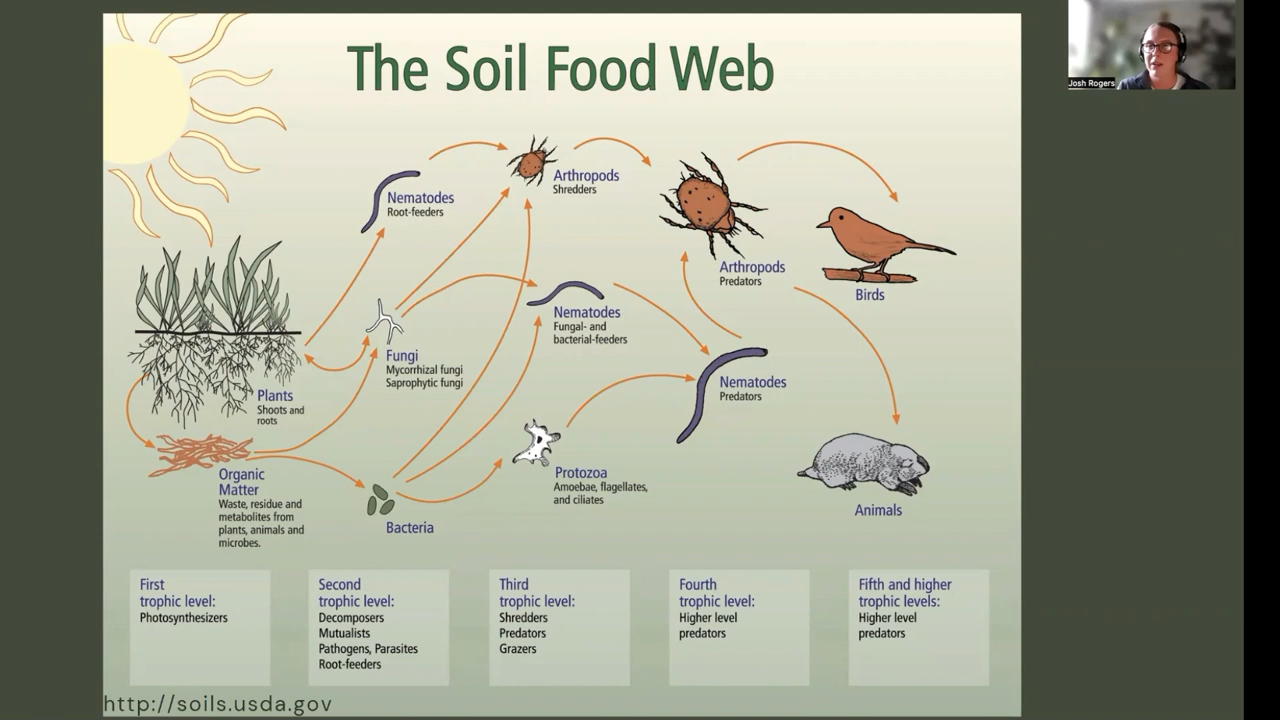 The Soil Food Web
Josh Rogers
Arthropods
Shredders
Nematodes
Root-feeders
Arthropods
Predators
Birds
Nematodes
Fungal- and
bacterial-feeders
Fungi
Mycorrhizal fungi
Saprophytic fungi
Nematodes
Predators
Plants
Shoots and
roots
Organic
Matter
Waste, residue and
metabolites from
plants, animals and
microbes.
Bacteria
Protozoa
Amoebae, flagellates,
and ciliates
Animals
First
trophic level:
Photosynthesizers
Second
trophic level:
Decomposers
Mutualists
Pathogens, Parasites
Root-feeders
Third
trophic level:
Shredders
Predators
Grazers
Fourth
trophic level:
Higher level
predators
Fifth and higher
trophic levels:
Higher level
predators
http://soils.usda.gov